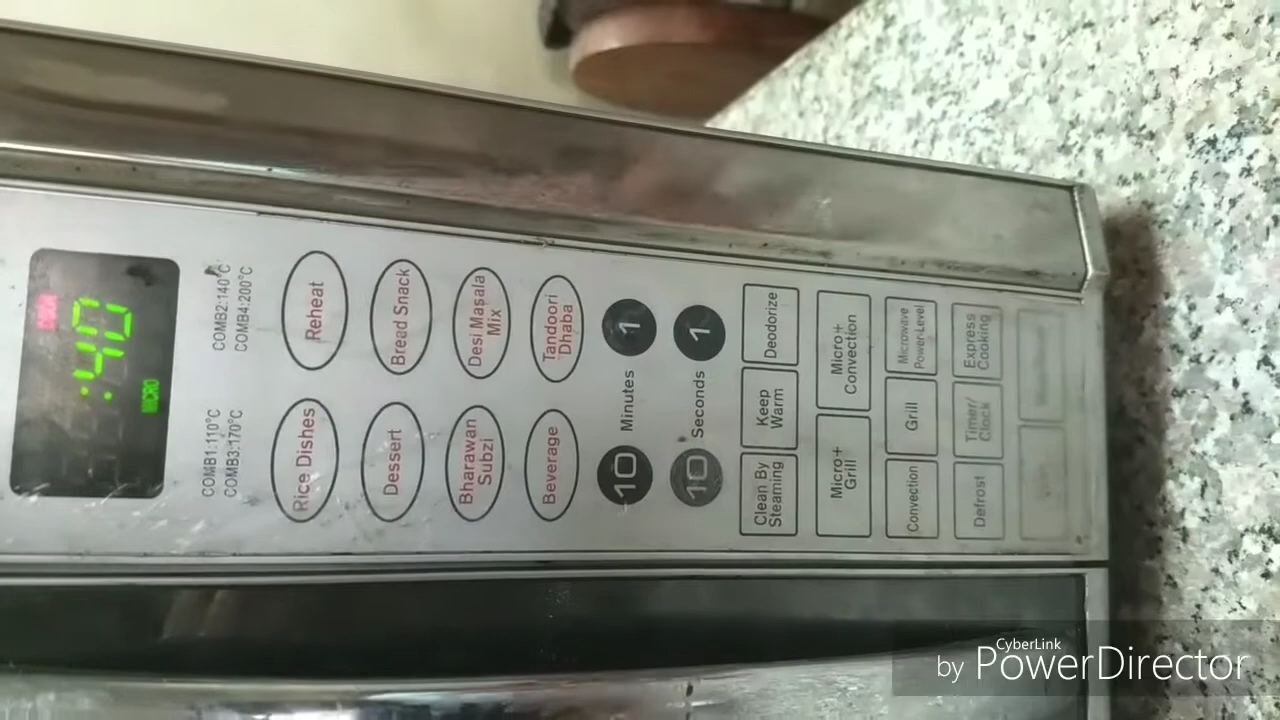 :40
MICRO
COMB1:110°C COMB2:140°C
COMB3:170°C COMB4:200°C
Rice Dishes
Reheat
Dessert
Bread Snack
Bharawan
Subzi
Desi Masala
Mix
Beverage
Tandoori
Dhaba
10 Minutes 1
10 Seconds 1
Clean By
Steaming
Keep
Warm
Deodorize
Micro+
Grill
Micro+
Convection
Convection
Grill
Microwave
Power-Level
Defrost
Timer/
Clock
Express
Cooking
CyberLink
by PowerDirector